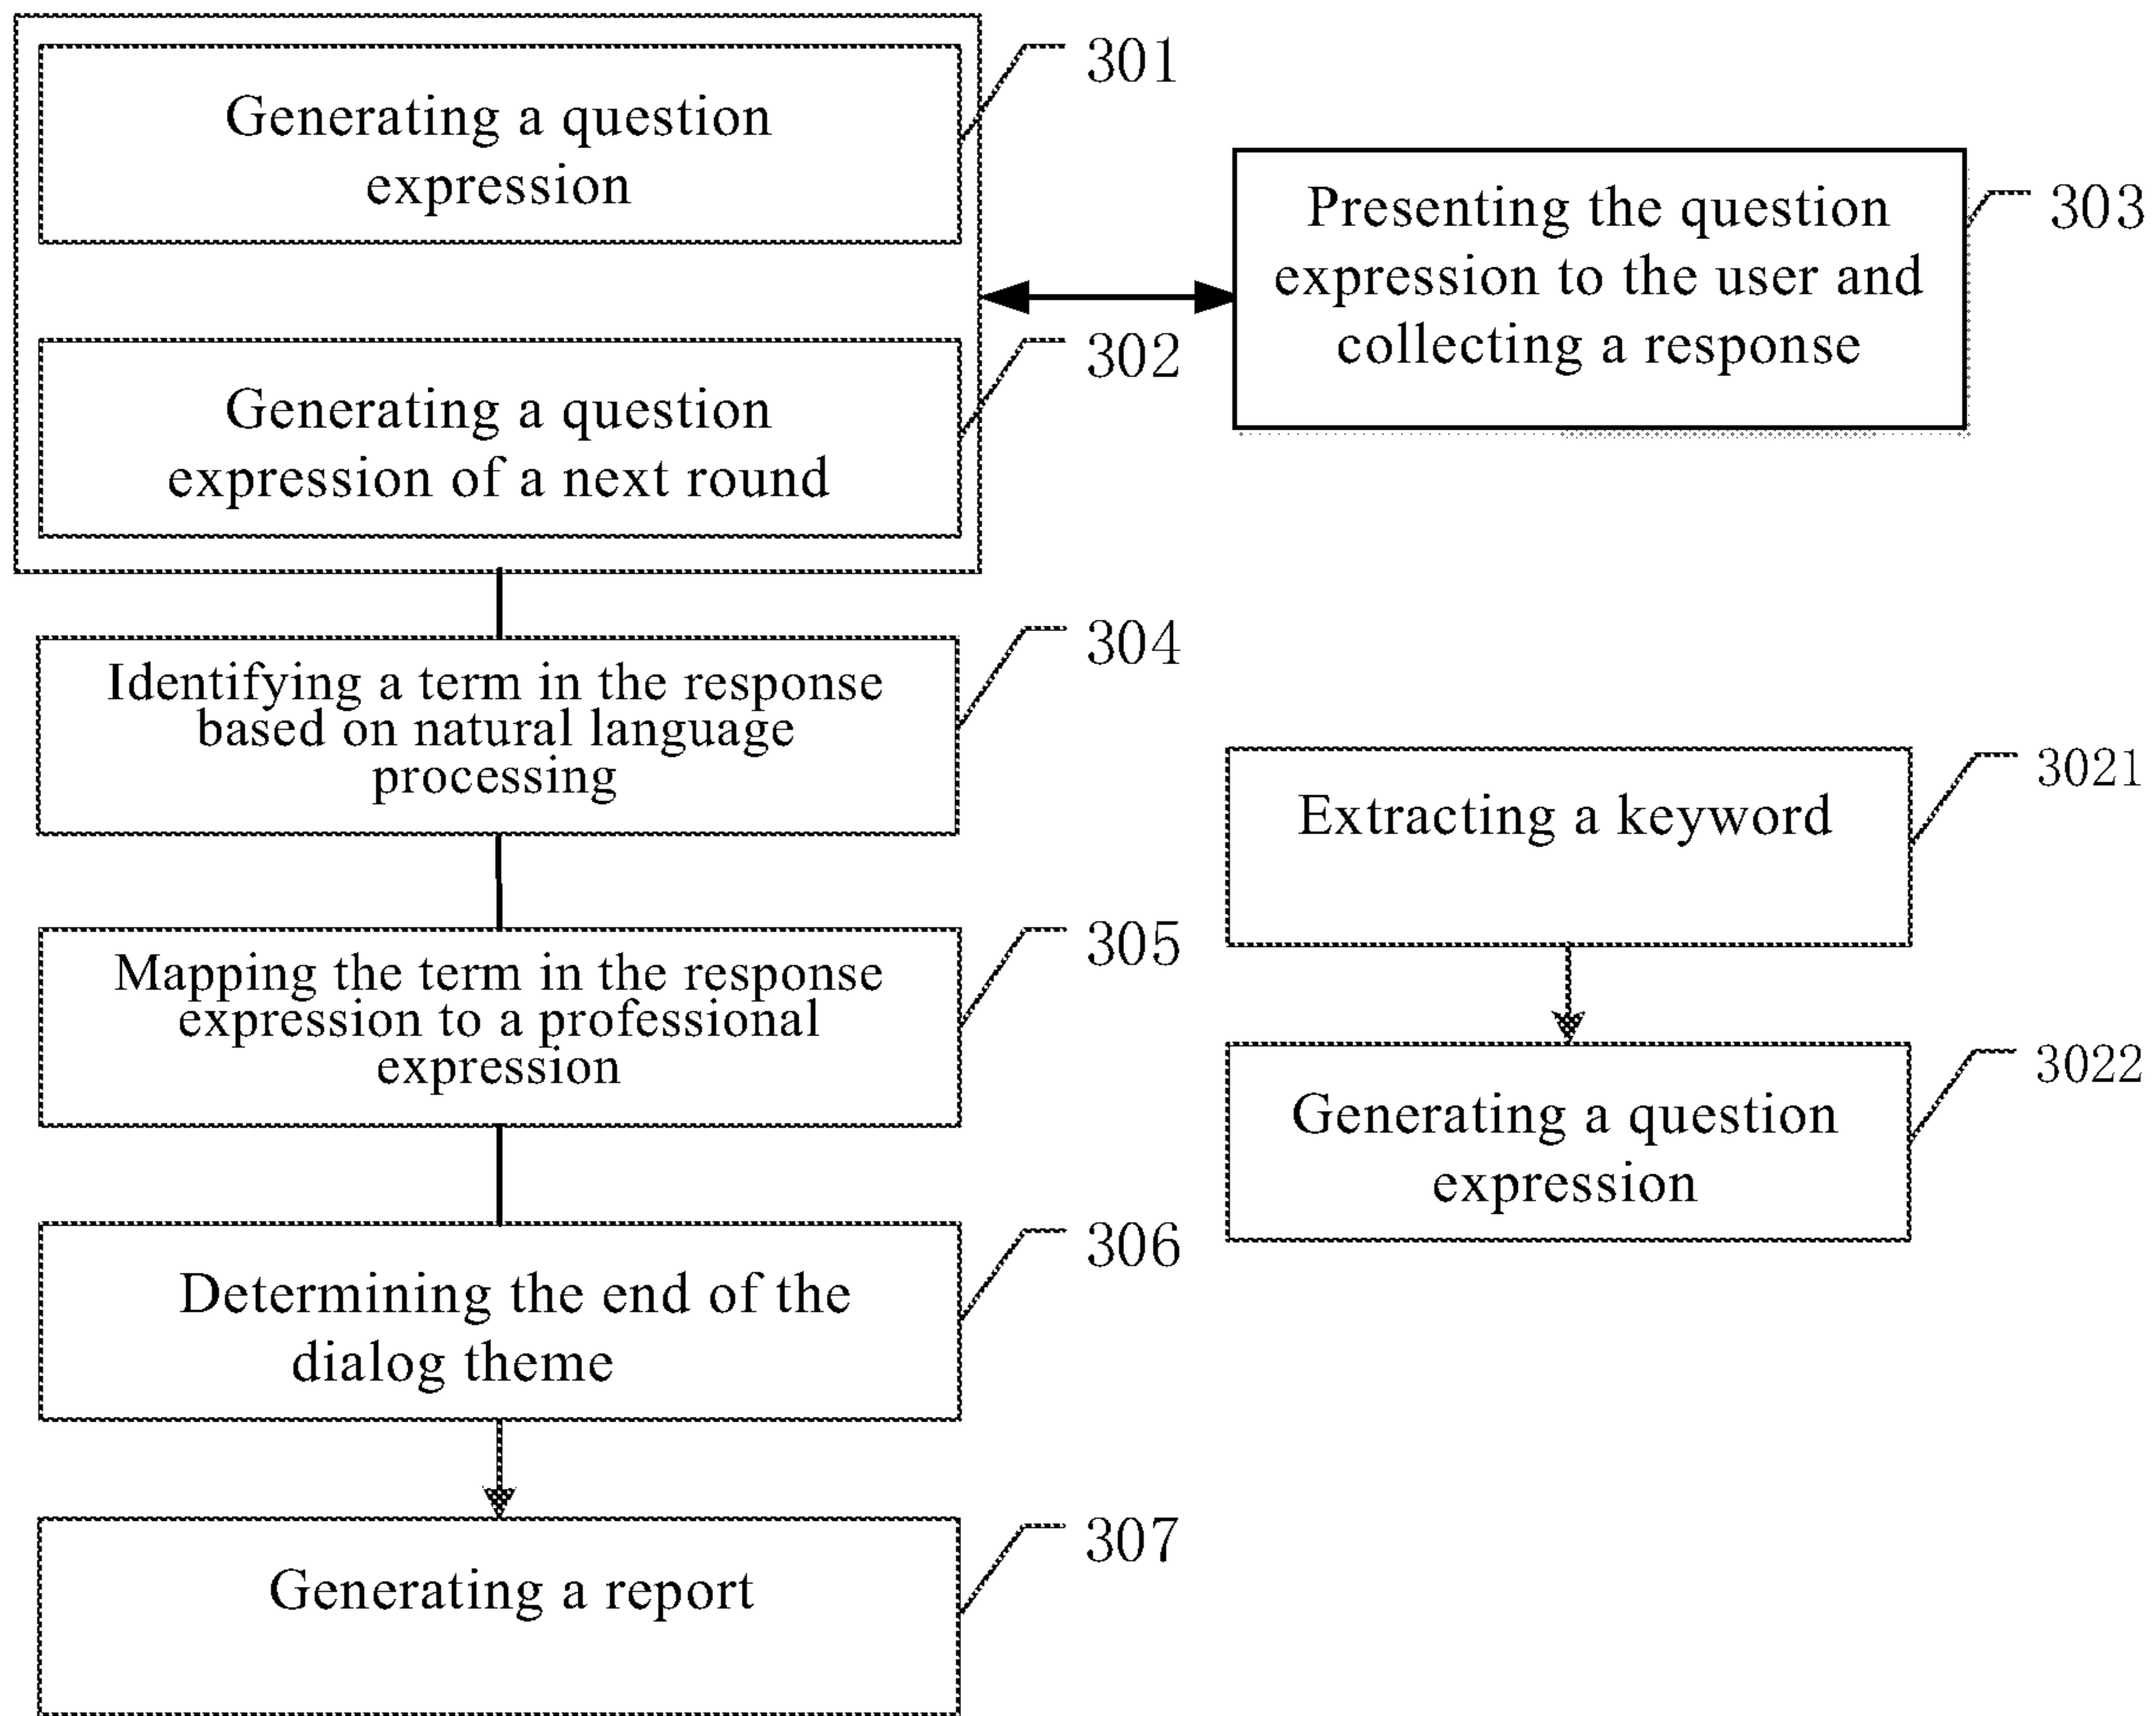 Generating a question
expression
301
Presenting the question
expression to the user and
collecting a response
303
Generating a question
expression of a next round
302
Identifying a term in the response
based on natural language
processing
304
Mapping the term in the response
expression to a professional
expression
305
Determining the end of the
dialog theme
306
Generating a report
307
Extracting a keyword
3021
Generating a question
expression
3022